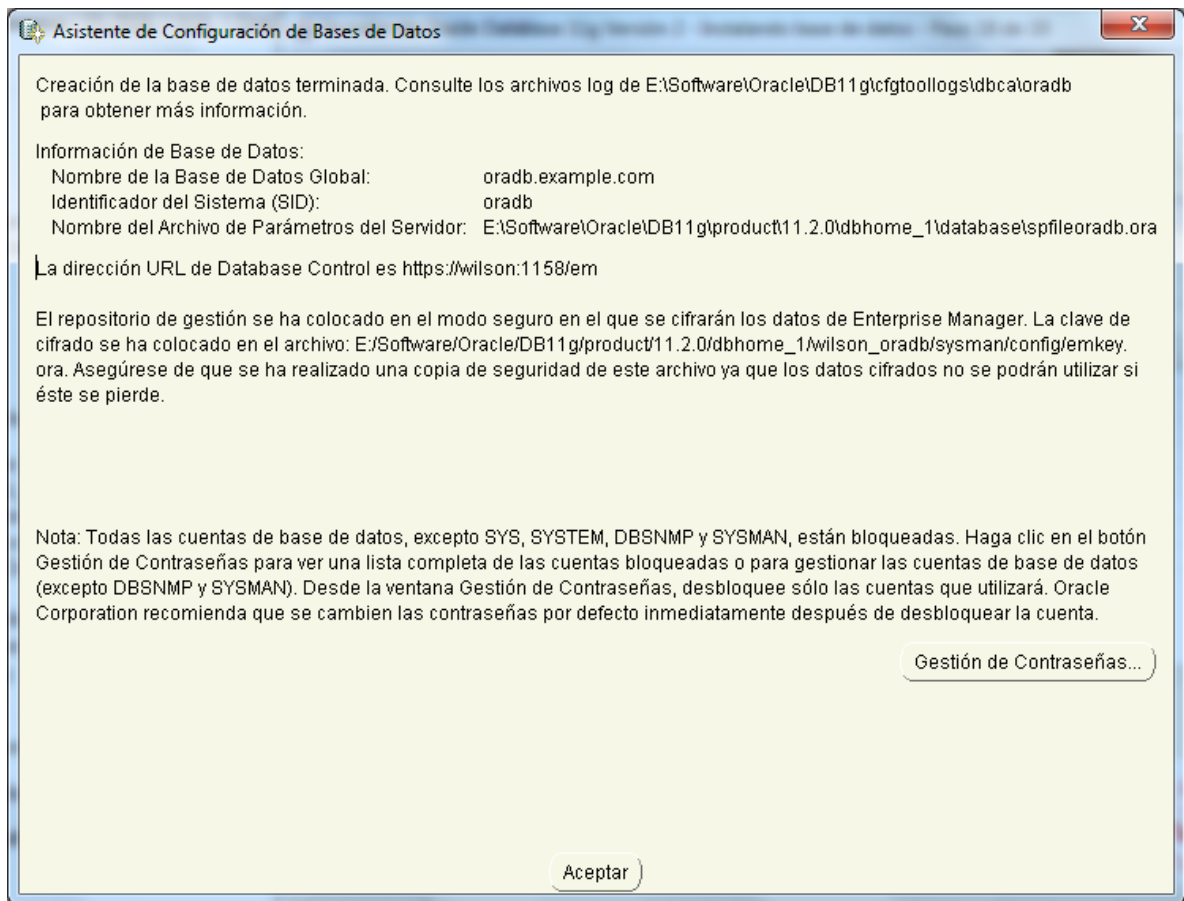 Asistente de Configuración de Bases de Datos
Creación de la base de datos terminada. Consulte los archivos log de E:\Software\Oracle\DB11g\cfgtoollogs\dbca\oradb
para obtener más información.
Información de Base de Datos:
Nombre de la Base de Datos Global: oradb.example.com
Identificador del Sistema (SID): oradb
Nombre del Archivo de Parámetros del Servidor: E:\Software\Oracle\DB11g\product\11.2.0\dbhome_1\database\spfileoradb.ora
La dirección URL de Database Control es https://wilson:1158/em
El repositorio de gestión se ha colocado en el modo seguro en el que se cifrarán los datos de Enterprise Manager. La clave de
cifrado se ha colocado en el archivo: E:/Software/Oracle/DB11g/product/11.2.0/dbhome_1/wilson_oradb/sysman/config/emkey.
ora. Asegúrese de que se ha realizado una copia de seguridad de este archivo ya que los datos cifrados no se podrán utilizar si
éste se pierde.
Nota: Todas las cuentas de base de datos, excepto SYS, SYSTEM, DBSNMP y SYSMAN, están bloqueadas. Haga clic en el botón
Gestión de Contraseñas para ver una lista completa de las cuentas bloqueadas o para gestionar las cuentas de base de datos
(excepto DBSNMP y SYSMAN). Desde la ventana Gestión de Contraseñas, desbloquee sólo las cuentas que utilizará. Oracle
Corporation recomienda que se cambien las contraseñas por defecto inmediatamente después de desbloquear la cuenta.
Gestión de Contraseñas...
Aceptar